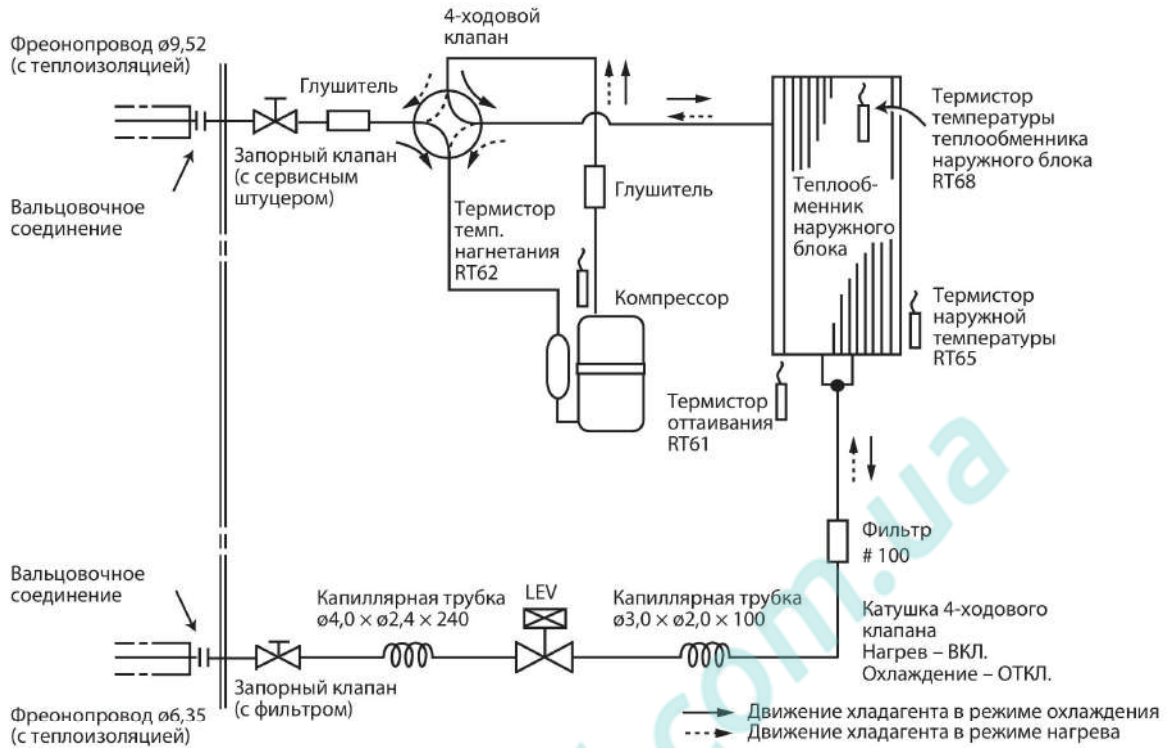 4-ходовой
клапан
Фреонопровод ø9,52
(с теплоизоляцией)
Глушитель
Запорный клапан
(с сервисным
штуцером)
Вальцовочное
соединение
Термистор
темп.
нагнетания
RT62
Глушитель
Компрессор
Теплооб-
менник
наружного
блока
Термистор
температуры
теплообменника
наружного блока
RT68
Термистор
наружной
температуры
RT65
Термистор
оттаивания
RT61
Фильтр
# 100
Вальцовочное
соединение
Капиллярная трубка
ø4,0 × ø2,4 × 240
LEV
Капиллярная трубка
ø3,0 × ø2,0 × 100
Катушка 4-ходового
клапана
Нагрев – ВКЛ.
Охлаждение – ОТКЛ.
Запорный клапан
(с фильтром)
Фреонопровод ø6,35
(с теплоизоляцией)
Движение хладагента в режиме охлаждения
Движение хладагента в режиме нагрева
.com.ua